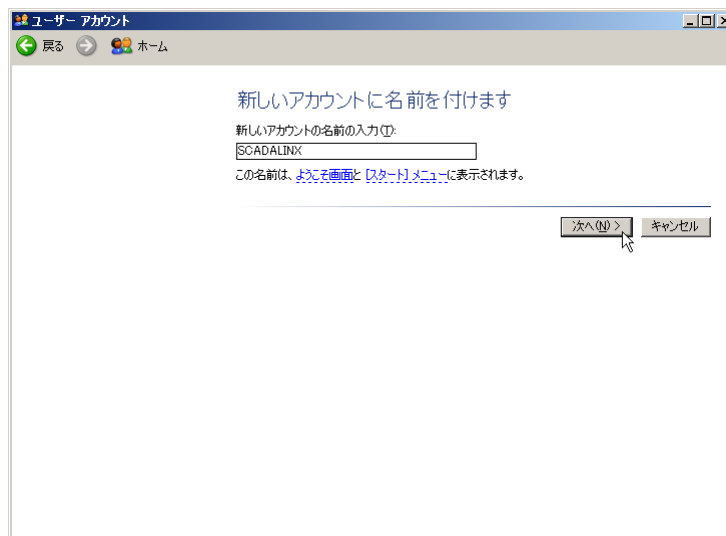 ユーザー アカウント
戻る ホーム
新しいアカウントに名前を付けます
新しいアカウントの名前の入力(T):
SCADALINX
この名前は、ようこそ画面と [スタート] メニューに表示されます。
次へ(N) > キャンセル